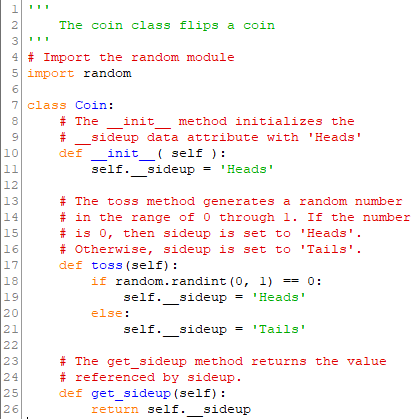 1 '''
2     The coin class flips a coin
3 '''
4 # Import the random module
5 import random
6
7 class Coin:
8     # The __init__ method initializes the
9     # __sideup data attribute with 'Heads'
10     def __init__( self ):
11         self.__sideup = 'Heads'
12
13     # The toss method generates a random number
14     # in the range of 0 through 1. If the number
15     # is 0, then sideup is set to 'Heads'.
16     # Otherwise, sideup is set to 'Tails'.
17     def toss(self):
18         if random.randint(0, 1) == 0:
19             self.__sideup = 'Heads'
20         else:
21             self.__sideup = 'Tails'
22
23     # The get_sideup method returns the value
24     # referenced by sideup.
25     def get_sideup(self):
26         return self.__sideup